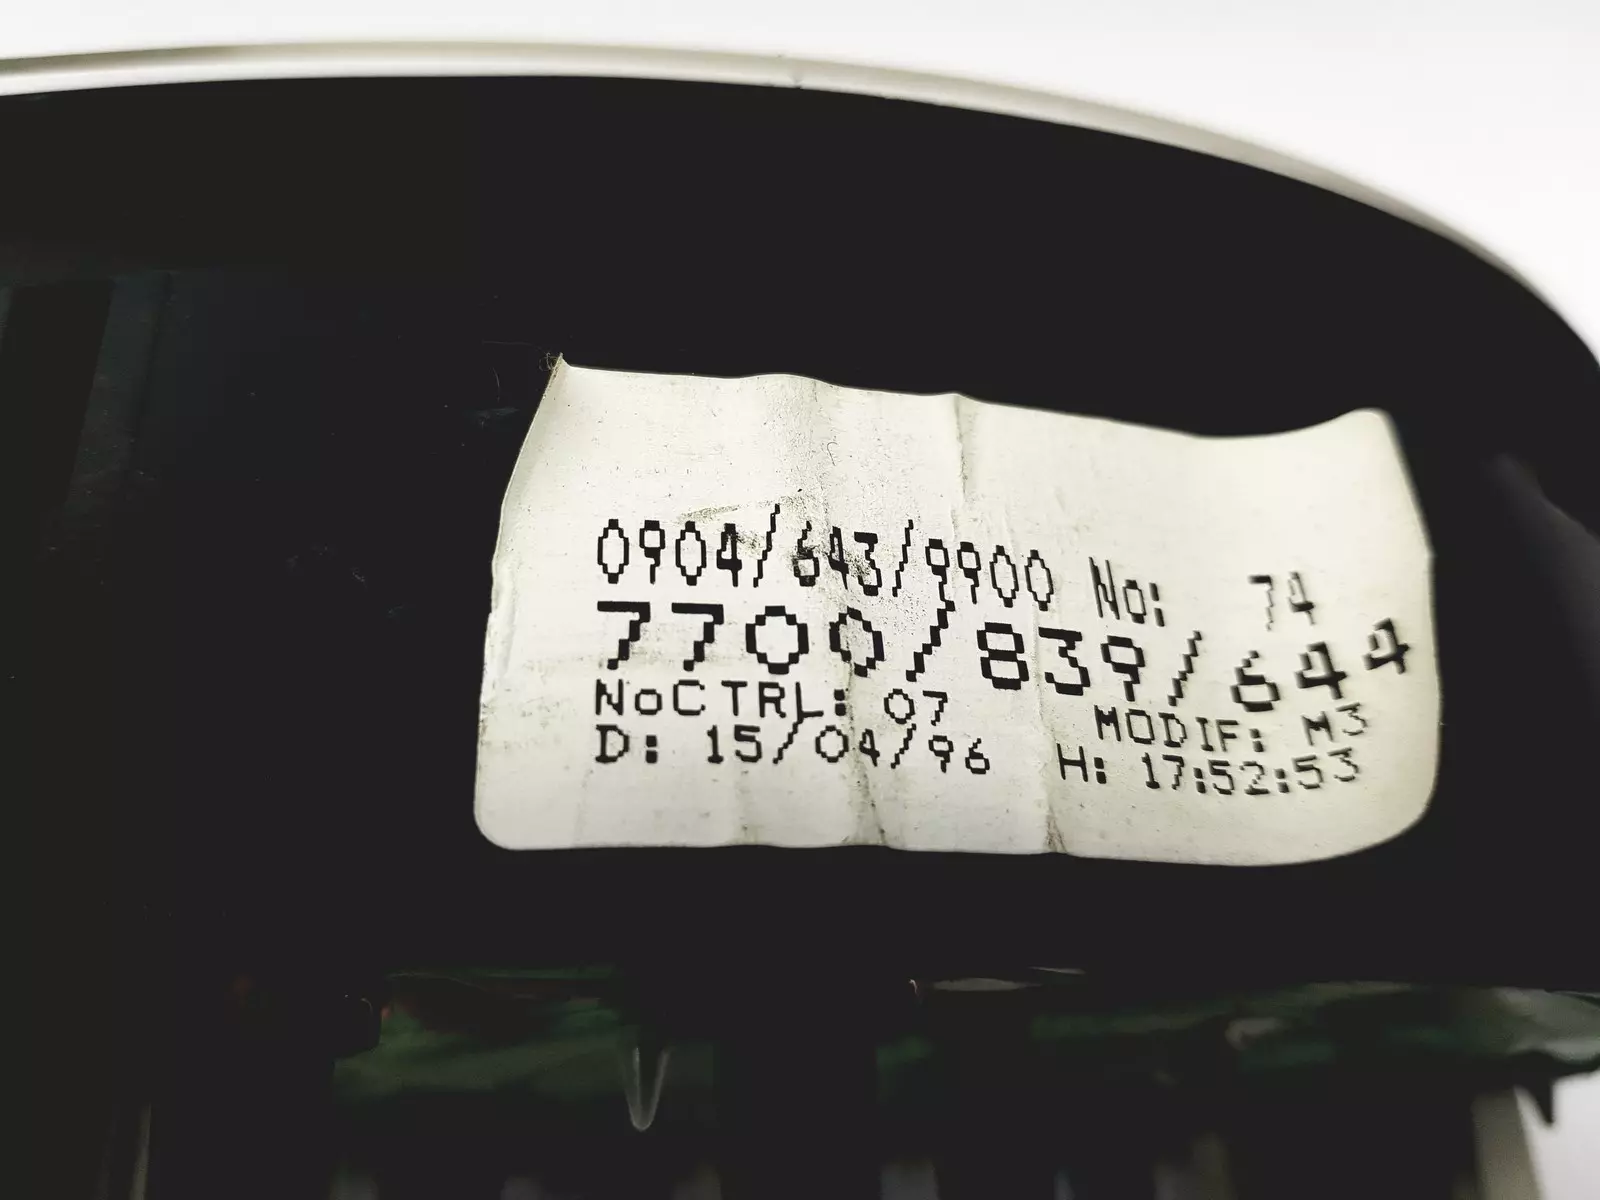 0904/643/9900 No: 74
7700/839/644
NoCTRL: 07 MODIF: M3
D: 15/04/96 H: 17:52:53